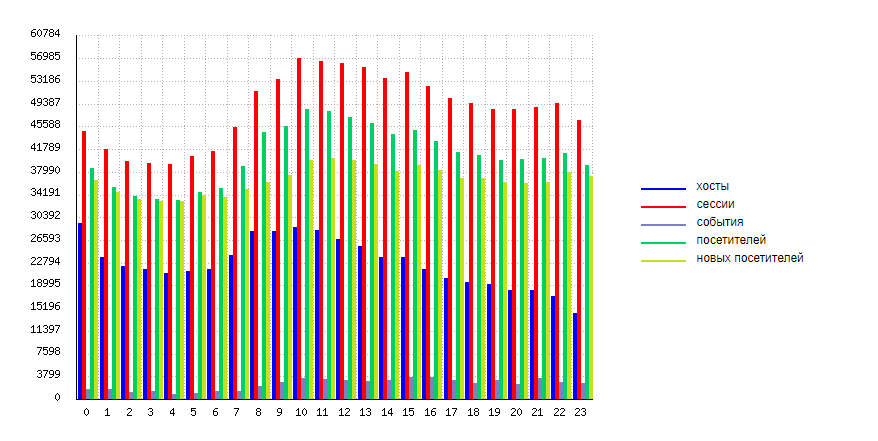 60784
56985
53186
49387
45588
41789
37990
34191
30392
26593
22794
18995
15196
11397
7598
3799
0
0 1 2 3 4 5 6 7 8 9 10 11 12 13 14 15 16 17 18 19 20 21 22 23
хосты
сессии
события
посетителей
новых посетителей